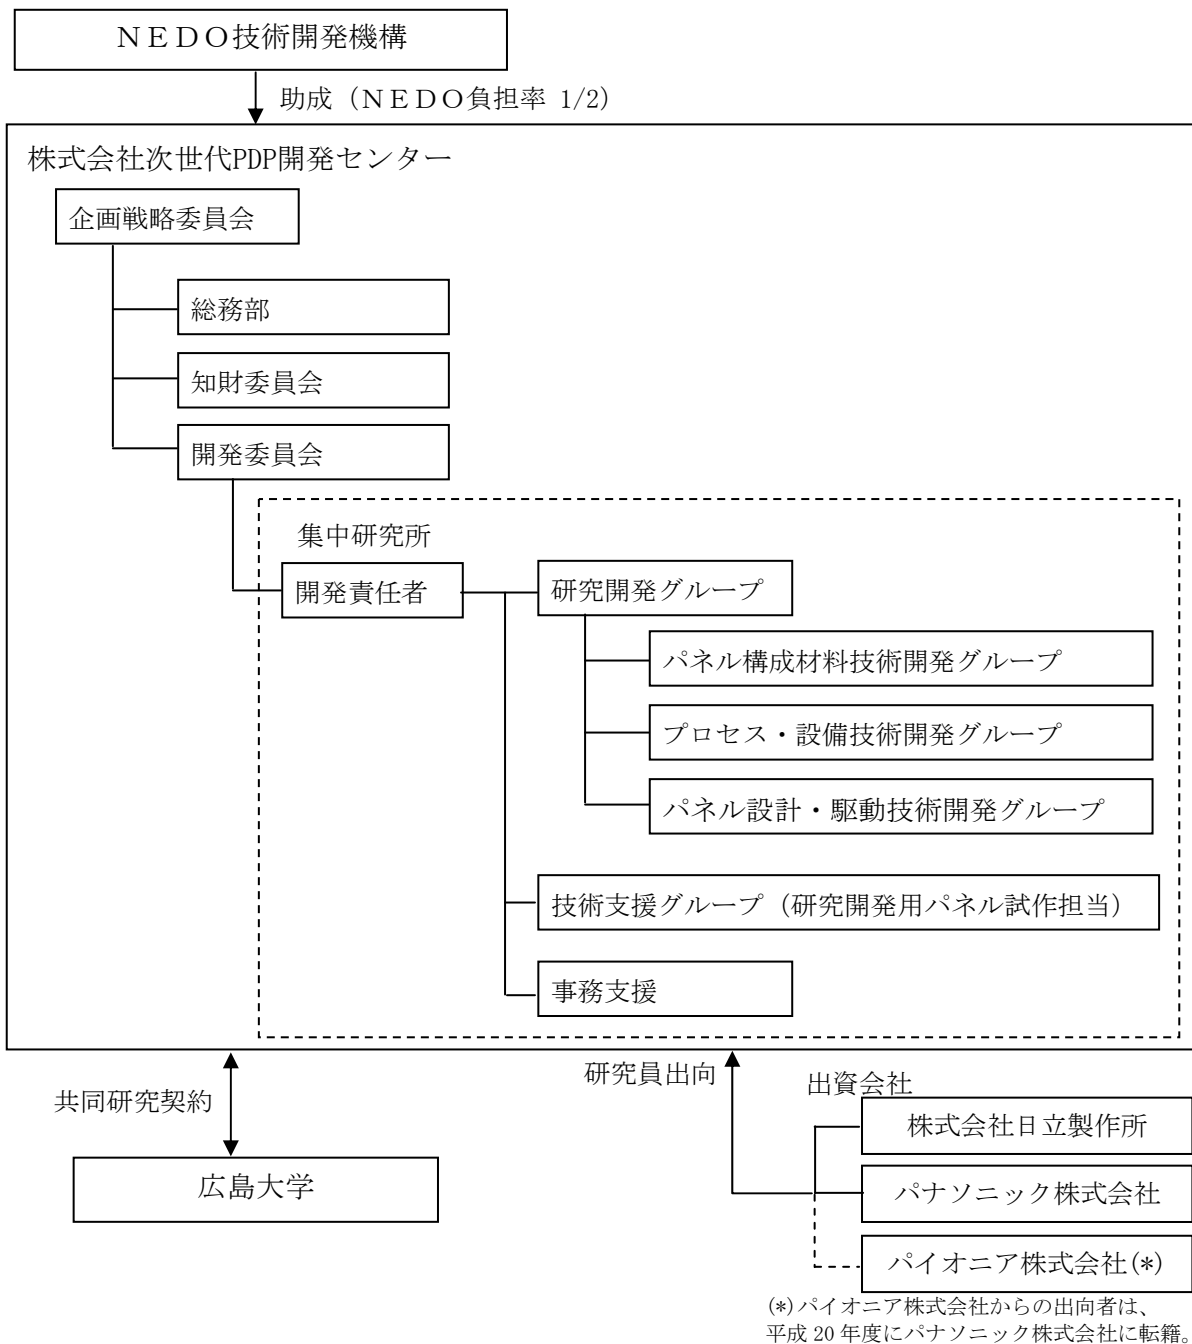 ＮＥＤＯ技術開発機構
助成（ＮＥＤＯ負担率 1/2）
株式会社次世代PDP開発センター
企画戦略委員会
総務部
知財委員会
開発委員会
集中研究所
開発責任者
研究開発グループ
パネル構成材料技術開発グループ
プロセス・設備技術開発グループ
パネル設計・駆動技術開発グループ
技術支援グループ（研究開発用パネル試作担当）
事務支援
共同研究契約
広島大学
研究員出向
出資会社
株式会社日立製作所
パナソニック株式会社
パイオニア株式会社(*)
(*)パイオニア株式会社からの出向者は、
平成 20 年度にパナソニック株式会社に転籍。